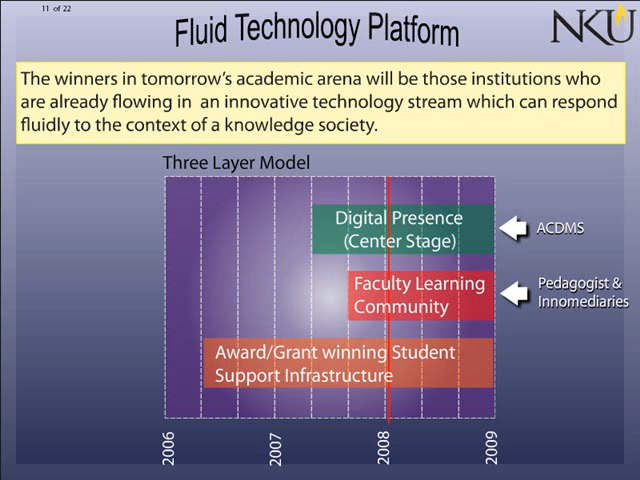 11 of 22
Fluid Technology Platform
NKU
The winners in tomorrow's academic arena will be those institutions who
are already flowing in an innovative technology stream which can respond
fluidly to the context of a knowledge society.
Three Layer Model
Digital Presence
(Center Stage)
ACDMS
Faculty Learning
Community
Pedagogist &
Innomediaries
Award/Grant winning Student
Support Infrastructure
2006
2007
2008
2009